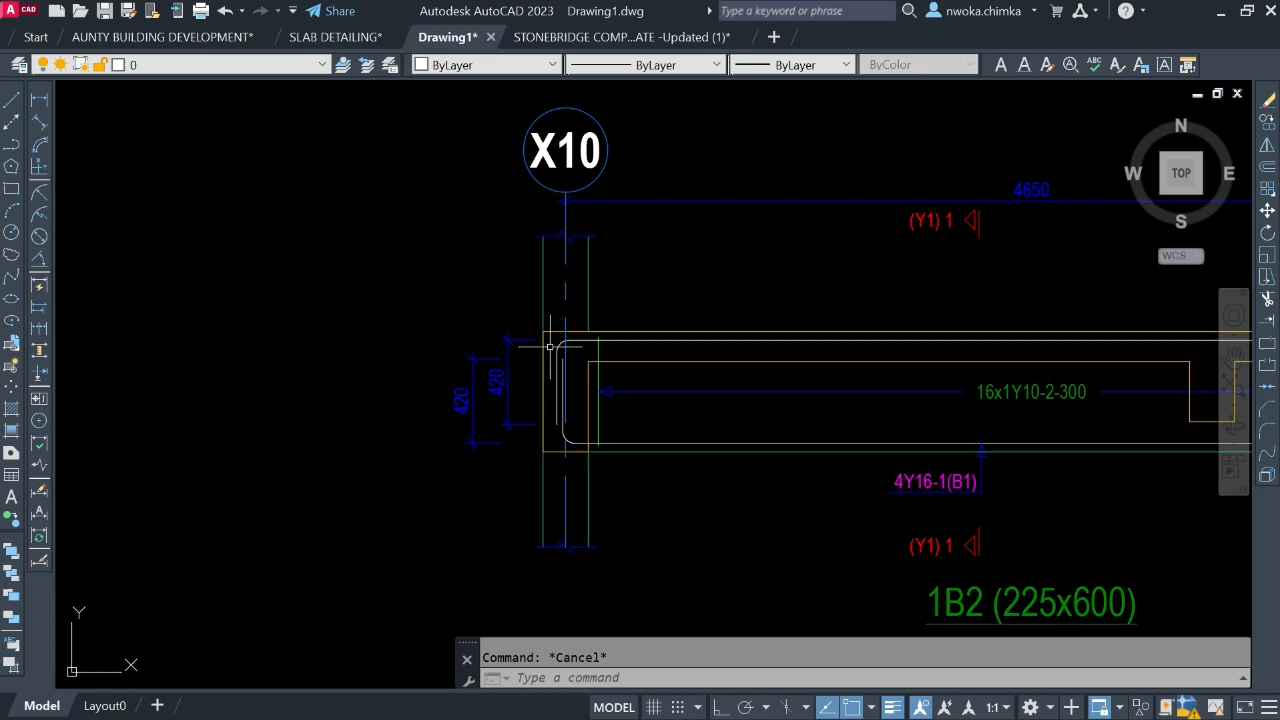 CAD
Share
Autodesk AutoCAD 2023
Drawing1.dwg
Type a keyword or phrase
nwoka.chimka
Start
AUNTY BUILDING DEVELOPMENT*
SLAB DETAILING*
Drawing1*
STONEBRIDGE COMP...ATE -Updated (1)*
0
ByLayer
ByLayer
ByLayer
ByColor
X10
N
W
TOP
E
S
WCS
4650
(Y1) 1
420
420
16x1Y10-2-300
4Y16-1(B1)
(Y1) 1
1B2 (225x600)
Y
X
Command: *Cancel*
Type a command
Model
Layout0
MODEL
1:1